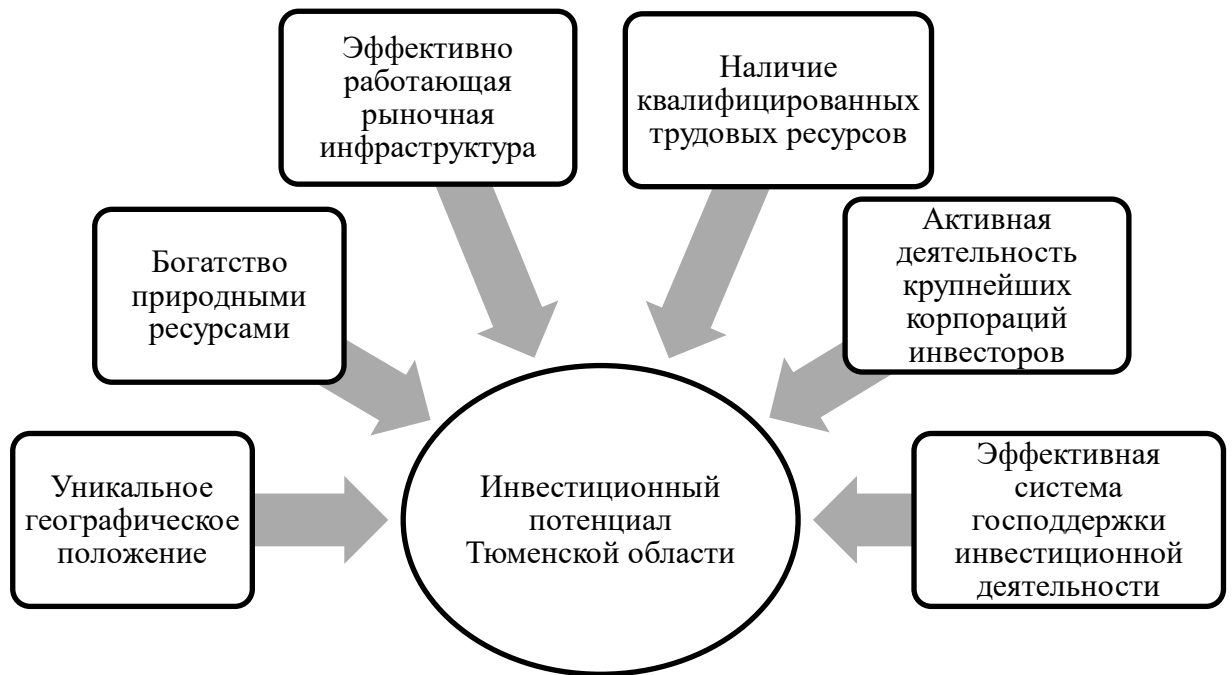 Эффективно
работающая
рыночная
инфраструктура
Наличие
квалифицированных
трудовых ресурсов
Богатство
природными
ресурсами
Активная
деятельность
крупнейших
корпораций
инвесторов
Уникальное
географическое
положение
Инвестиционный
потенциал
Тюменской области
Эффективная
система
господдержки
инвестиционной
деятельности